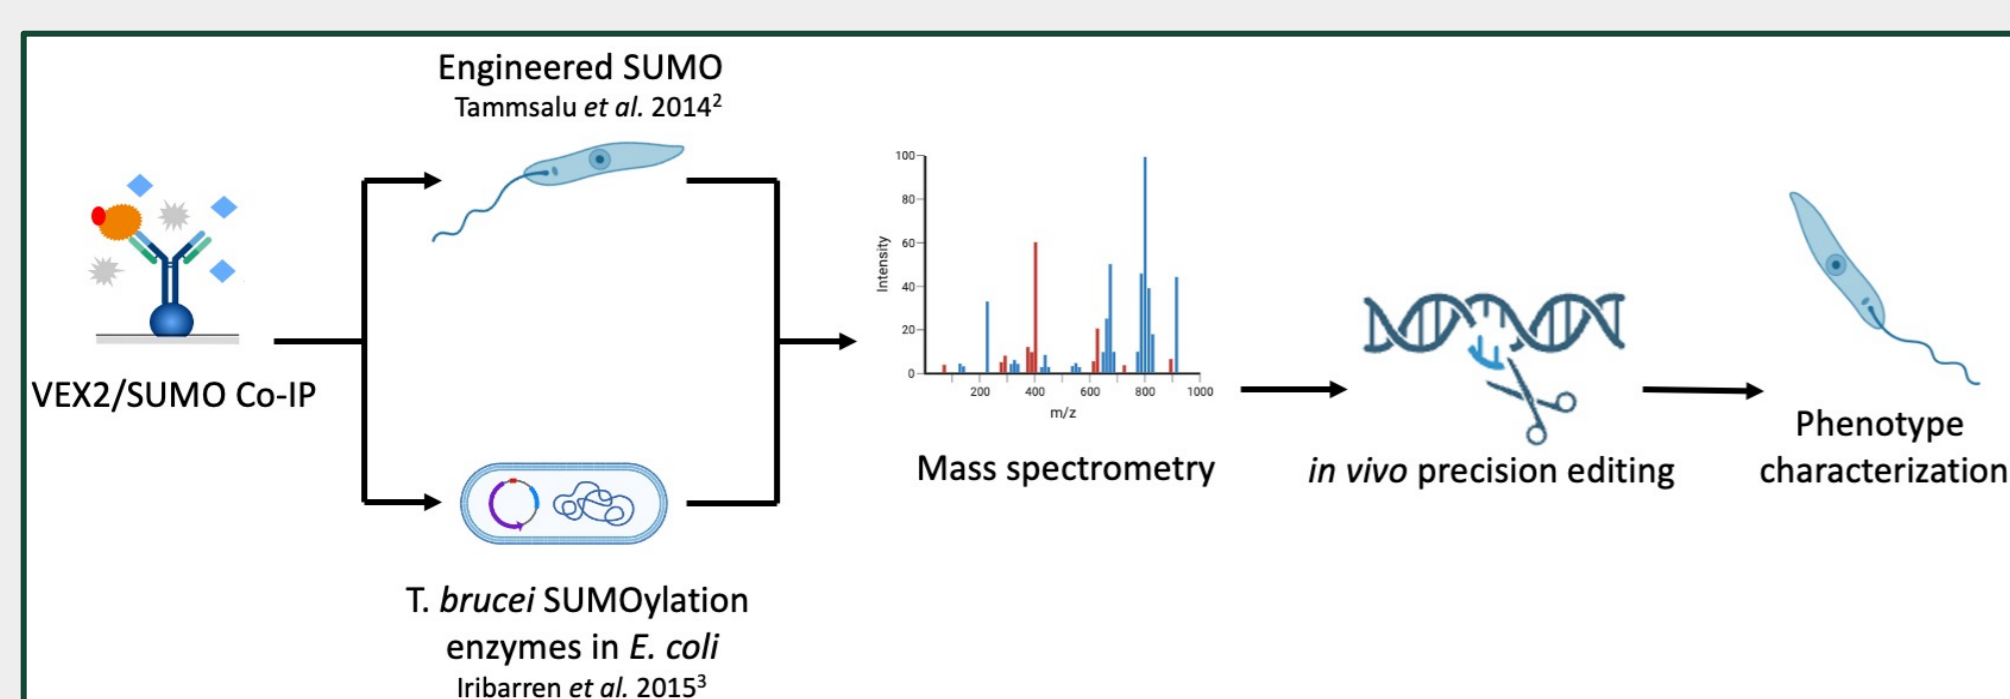 Engineered SUMO
Tammsalu et al. 2014²
VEX2/SUMO Co-IP
T. brucei SUMOylation
enzymes in E. coli
Iribarren et al. 2015³
100
80
60
40
20
0
Intensity
200 400 600 800 1000
m/z
Mass spectrometry
in vivo precision editing
Phenotype
characterization